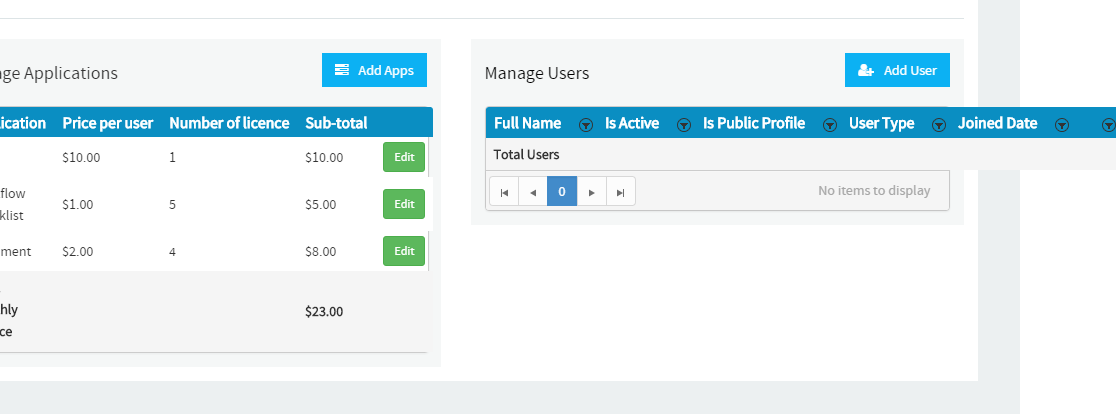 ge Applications
Add Apps
ication Price per user Number of licence Sub-total
$10.00 1 $10.00 Edit
flow
klist
$1.00 5 $5.00 Edit
ment $2.00 4 $8.00 Edit
hly
ce
$23.00
Manage Users
Add User
Full Name Is Active Is Public Profile User Type Joined Date
Total Users
0
No items to display